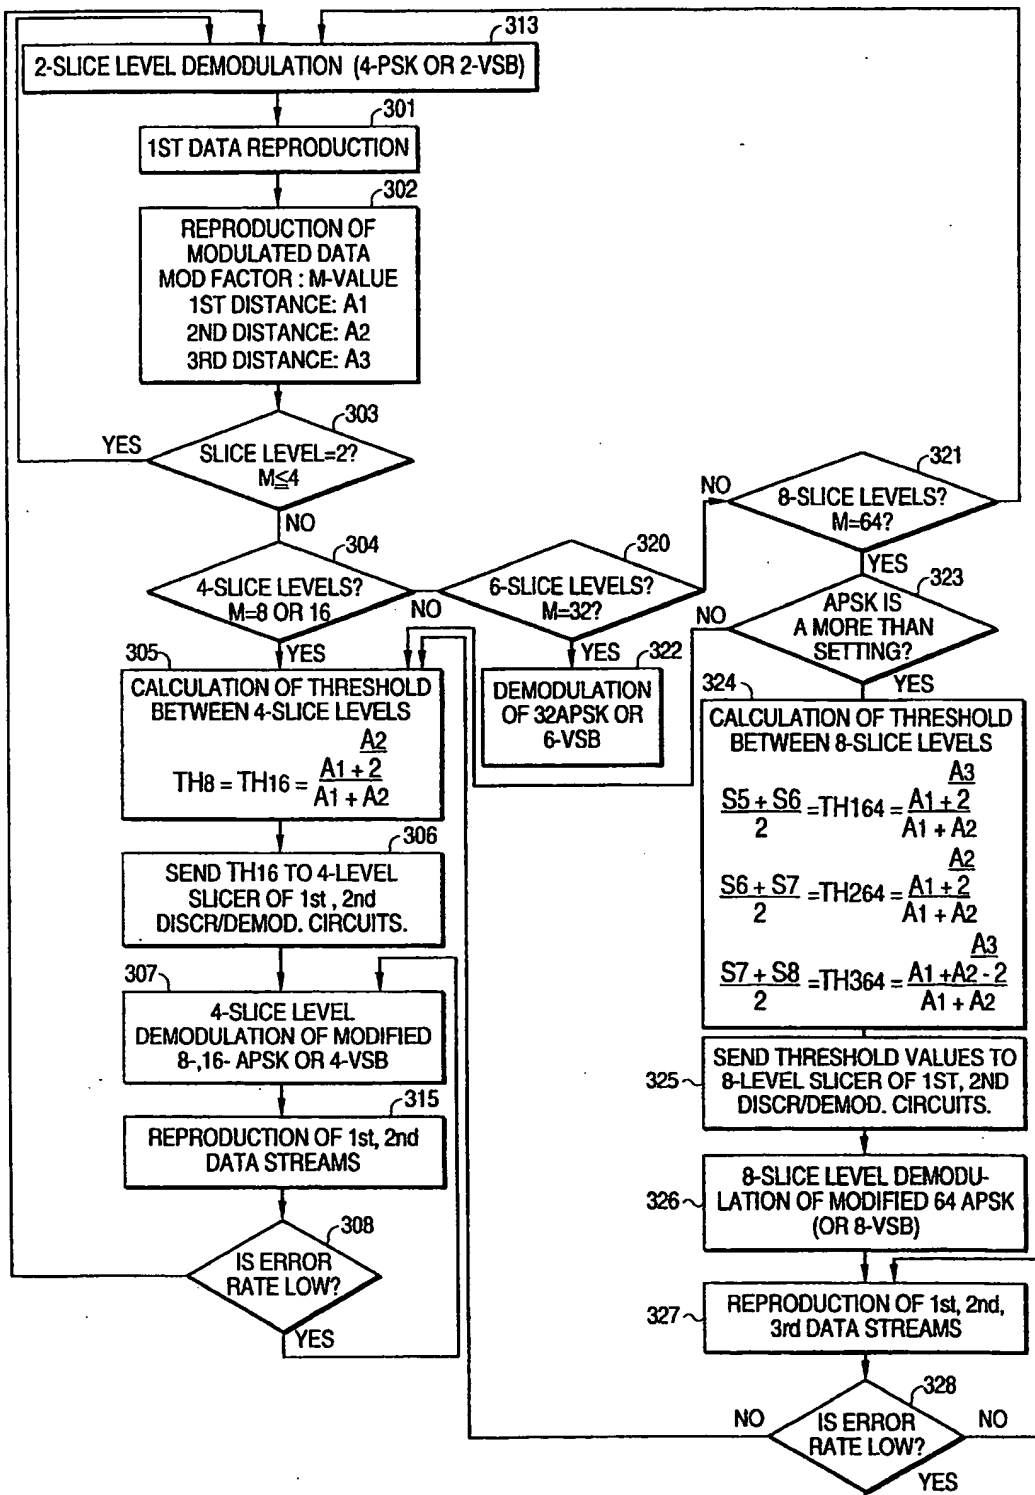 313
2-SLICE LEVEL DEMODULATION (4-PSK OR 2-VSB)
301
1ST DATA REPRODUCTION
302
REPRODUCTION OF
MODULATED DATA
MOD FACTOR : M-VALUE
1ST DISTANCE: A1
2ND DISTANCE: A2
3RD DISTANCE: A3
303
YES
SLICE LEVEL=2?
M≤4
NO
304
4-SLICE LEVELS?
M=8 OR 16
NO
YES
320
6-SLICE LEVELS?
M=32?
NO
YES
322
DEMODULATION
OF 32APSK OR
6-VSB
321
8-SLICE LEVELS?
M=64?
YES
323
APSK IS
A MORE THAN
SETTING?
NO
YES
305
CALCULATION OF THRESHOLD
BETWEEN 4-SLICE LEVELS
A2
TH8 = TH16 = A1 + 2
A1 + A2
306
SEND TH16 TO 4-LEVEL
SLICER OF 1st , 2nd
DISCR/DEMOD. CIRCUITS.
307
4-SLICE LEVEL
DEMODULATION OF MODIFIED
8-,16- APSK OR 4-VSB
315
REPRODUCTION OF 1st, 2nd
DATA STREAMS
308
IS ERROR
RATE LOW?
YES
324
CALCULATION OF THRESHOLD
BETWEEN 8-SLICE LEVELS
A3
S5 + S6 =TH164= A1 + 2
2 A1 + A2
A2
S6 + S7 =TH264= A1 + 2
2 A1 + A2
A3
S7 + S8 =TH364= A1 +A2 - 2
2 A1 + A2
325
SEND THRESHOLD VALUES TO
8-LEVEL SLICER OF 1ST, 2ND
DISCR/DEMOD. CIRCUITS.
326
8-SLICE LEVEL DEMODU-
LATION OF MODIFIED 64 APSK
(OR 8-VSB)
327
REPRODUCTION OF 1st, 2nd,
3rd DATA STREAMS
328
NO
IS ERROR
RATE LOW?
NO
YES